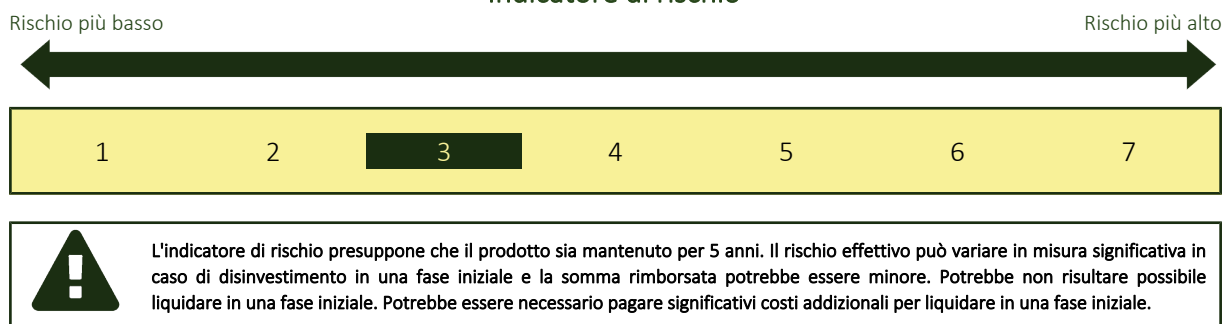 Indicatore di rischio
Rischio più basso Rischio più alto
1 2 3 4 5 6 7
L'indicatore di rischio presuppone che il prodotto sia mantenuto per 5 anni. Il rischio effettivo può variare in misura significativa in
caso di disinvestimento in una fase iniziale e la somma rimborsata potrebbe essere minore. Potrebbe non risultare possibile
liquidare in una fase iniziale. Potrebbe essere necessario pagare significativi costi addizionali per liquidare in una fase iniziale.